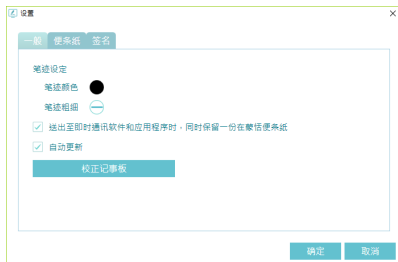 设置
一般 便条纸 签名
笔迹设定
笔迹颜色
笔迹粗细
送出至即时通讯软件和应用程序时，同时保留一份在蒙恬便条纸
自动更新
校正记事板
确定 取消